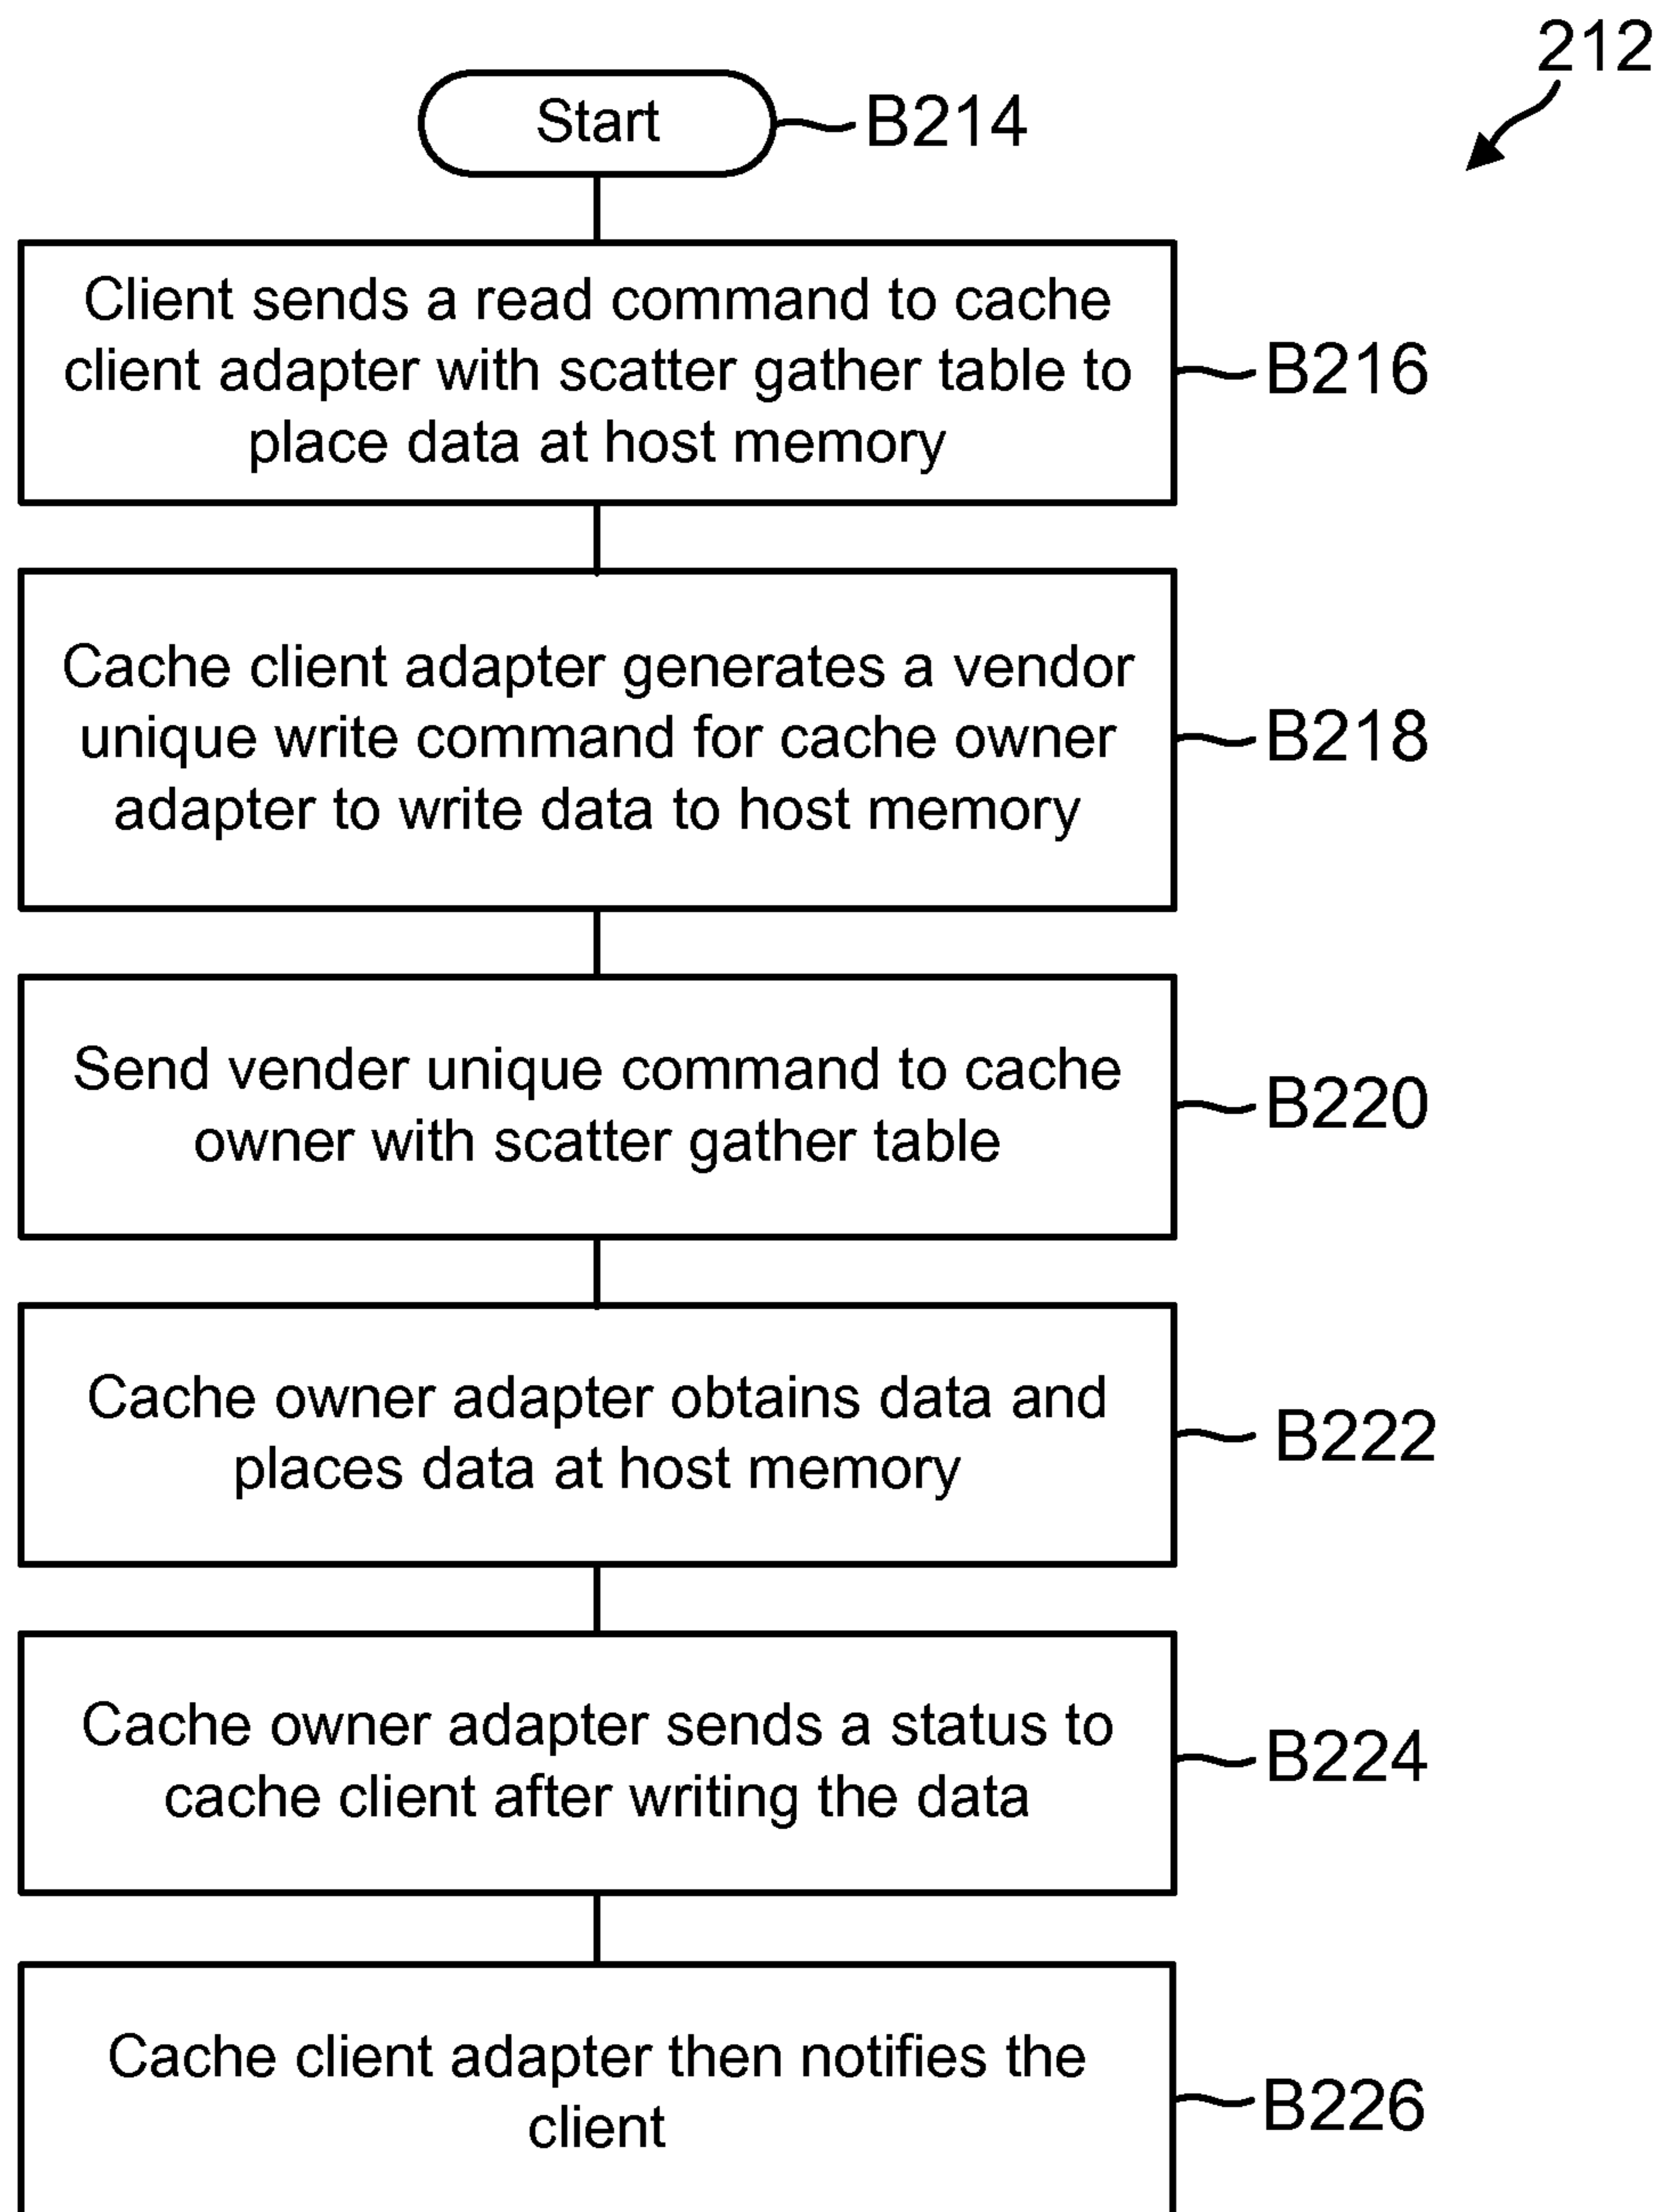 212
Start
B214
Client sends a read command to cache
client adapter with scatter gather table to
place data at host memory
B216
Cache client adapter generates a vendor
unique write command for cache owner
adapter to write data to host memory
B218
Send vender unique command to cache
owner with scatter gather table
B220
Cache owner adapter obtains data and
places data at host memory
B222
Cache owner adapter sends a status to
cache client after writing the data
B224
Cache client adapter then notifies the
client
B226